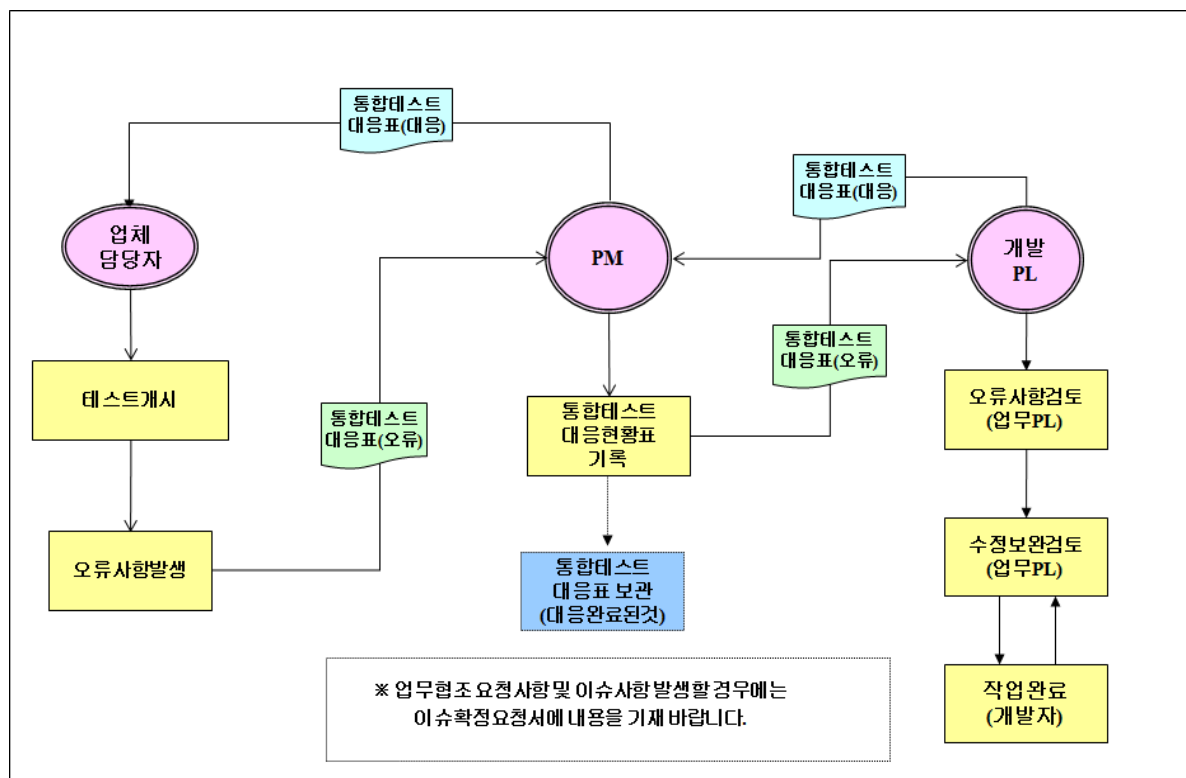 통합테스트
대응표(대응)
통합테스트
대응표(대응)
업체
담당자
PM
개발
PL
통합테스트
대응표(오류)
테스트개시
오류사항검토
(업무PL)
통합테스트
대응표(오류)
통합테스트
대응현황표
기록
수정보완검토
(업무PL)
오류사항발생
통합테스트
대응표 보관
(대응완료된것)
※ 업무협조 요청사항 및 이슈사항 발생할 경우에는
이슈확정요청서에 내용을 기재 바랍니다.
작업완료
(개발자)